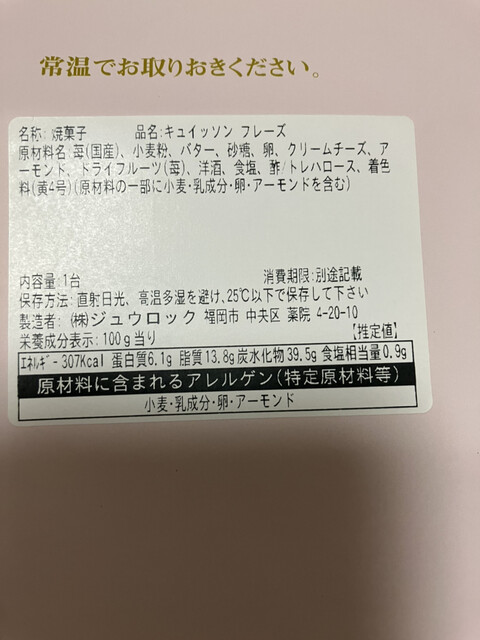 常温でお取りおきください。
名称: 焼菓子 品名:キュイッソン フレーズ
原材料名:苺(国産)、小麦粉、バター、砂糖、卵、クリームチーズ、ア
ーモンド、ドライフルーツ(苺)、洋酒、食塩、酢/トレハロース、着色
料(黄4号)(原材料の一部に小麦・乳成分・卵・アーモンドを含む)
内容量:1台 消費期限:別途記載
保存方法: 直射日光、高温多湿を避け、25℃以下で保存して下さい
製造者: (株)ジュウロック 福岡市 中央区 薬院 4-20-10
栄養成分表示:100g当り 【推定値】
エネルギー307Kcal 蛋白質6.1g 脂質13.8g炭水化物39.5g 食塩相当量0.9g
原材料に含まれるアレルゲン(特定原材料等)
小麦・乳成分・卵・アーモンド